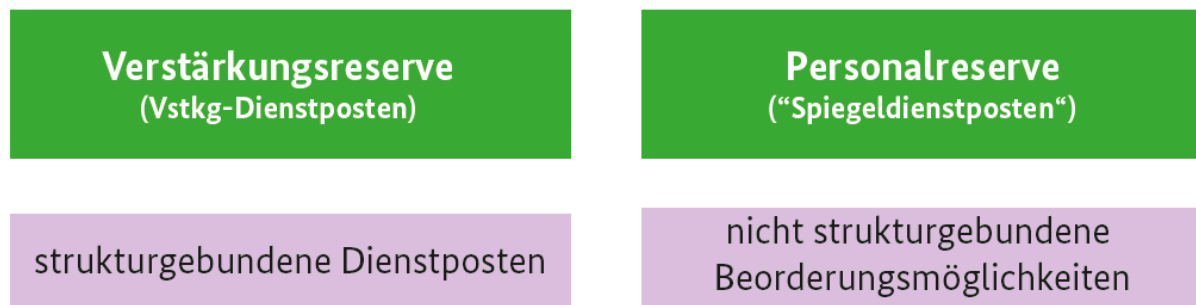 Verstärkungsreserve
(Vstkg-Dienstposten)
Personalreserve
(“Spiegeldienstposten“)
strukturgebundene Dienstposten
nicht strukturgebundene
Beorderungsmöglichkeiten